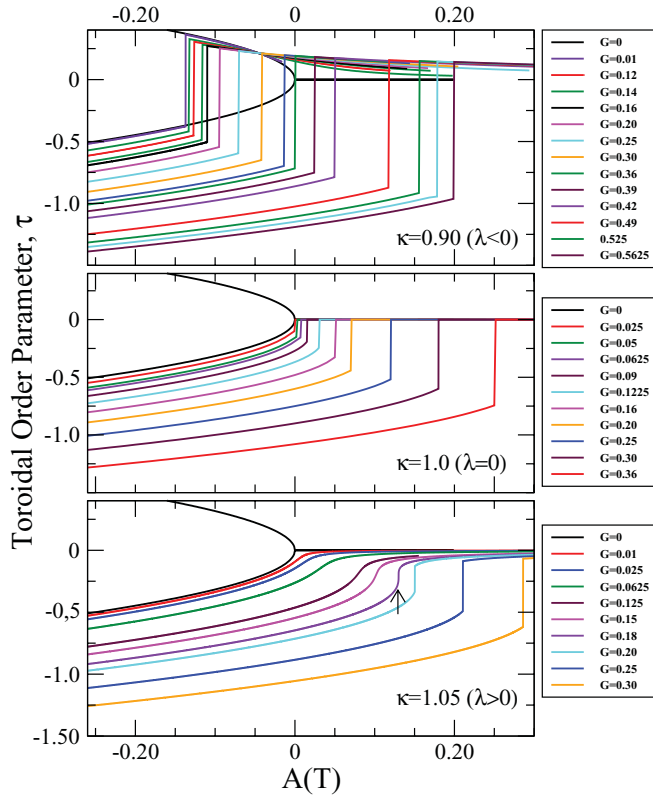 -0.20 0 0.20
0
-0.5
-1.0
κ=0.90 (λ<0)
G=0
G=0.01
G=0.12
G=0.14
G=0.16
G=0.20
G=0.25
G=0.30
G=0.36
G=0.39
G=0.42
G=0.49
0.525
G=0.5625
Toroidal Order Parameter, τ
0
-0.5
-1.0
κ=1.0 (λ=0)
G=0
G=0.025
G=0.05
G=0.0625
G=0.09
G=0.1225
G=0.16
G=0.20
G=0.25
G=0.30
G=0.36
0
-0,5
-1.0
-1.50
κ=1.05 (λ>0)
G=0
G=0.01
G=0.025
G=0.0625
G=0.125
G=0.15
G=0.18
G=0.20
G=0.25
G=0.30
-0.20 0 0.20
A(T)